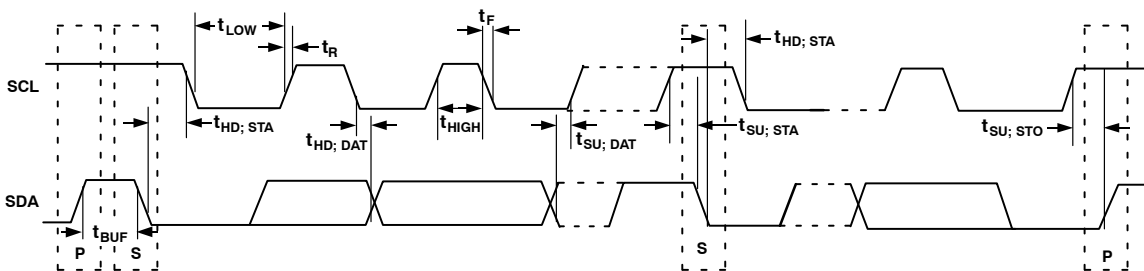 tLOW
tF
tR
tHD; STA
SCL
tHD; STA
tHD; DAT
tHIGH
tSU; DAT
tSU; STA
tSU; STO
SDA
tBUF
P
S
S
P